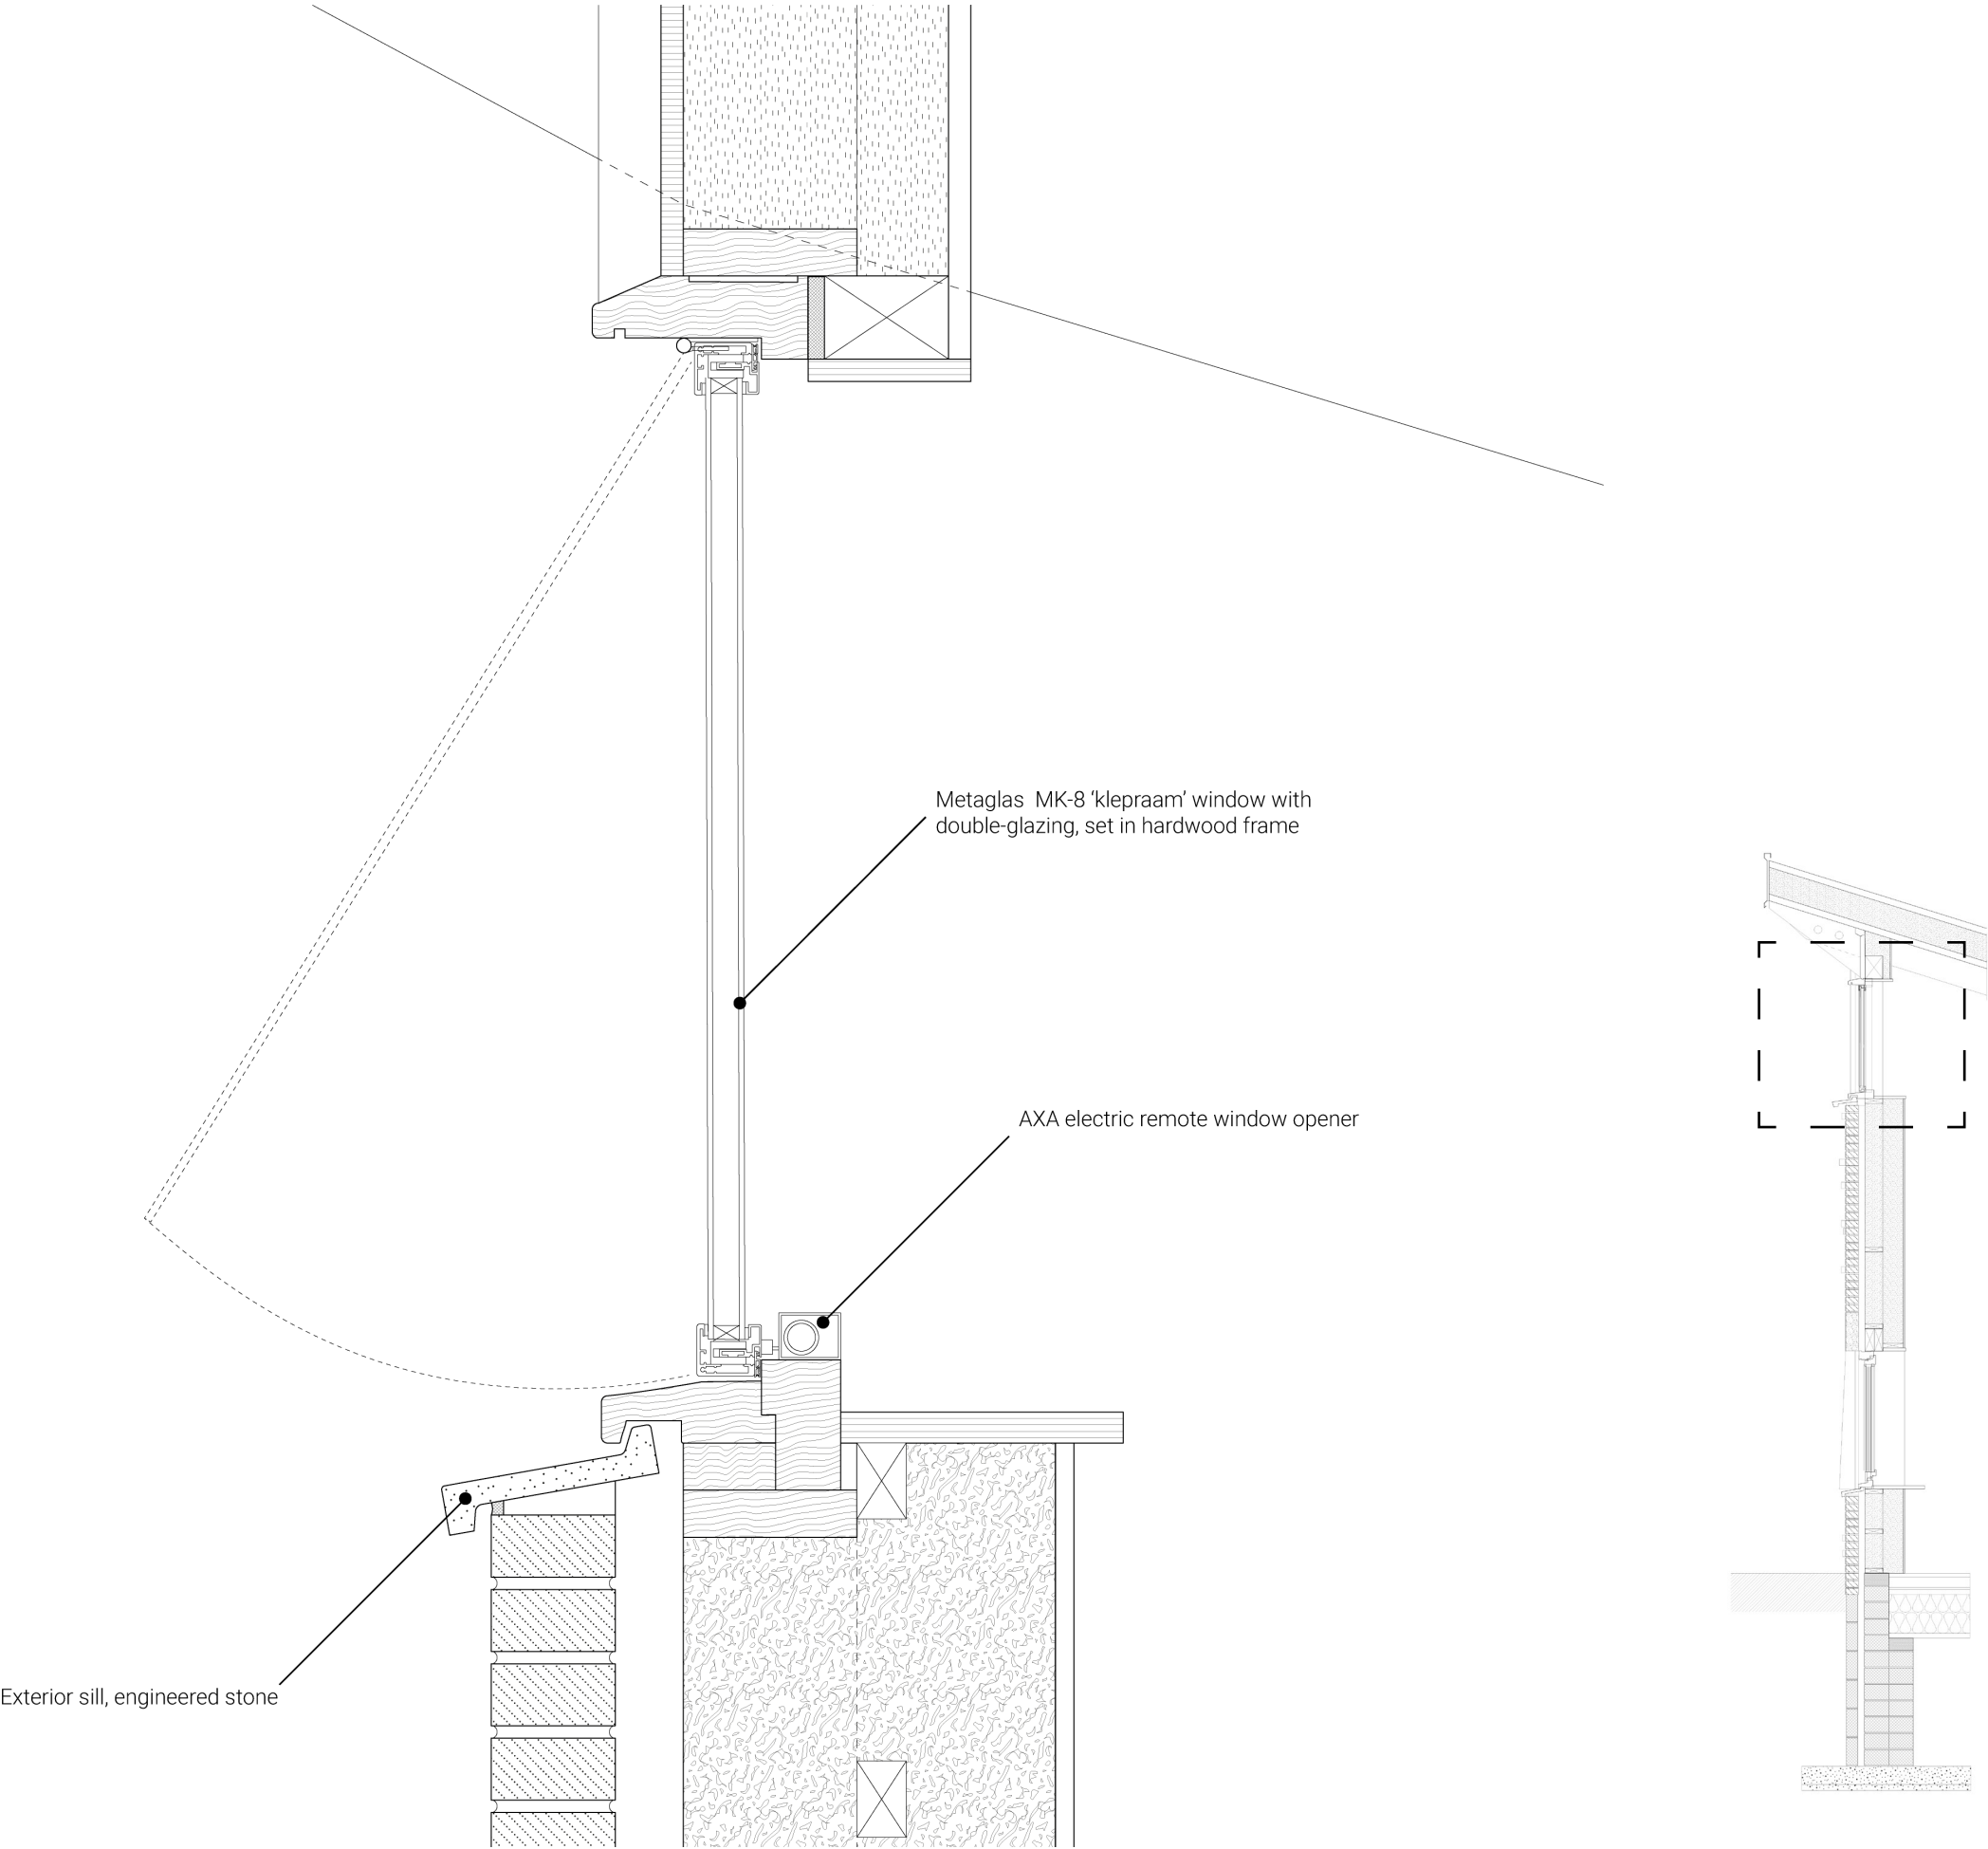 Metaglas  MK-8 ‘klepraam’ window with
double-glazing, set in hardwood frame
AXA electric remote window opener
Exterior sill, engineered stone